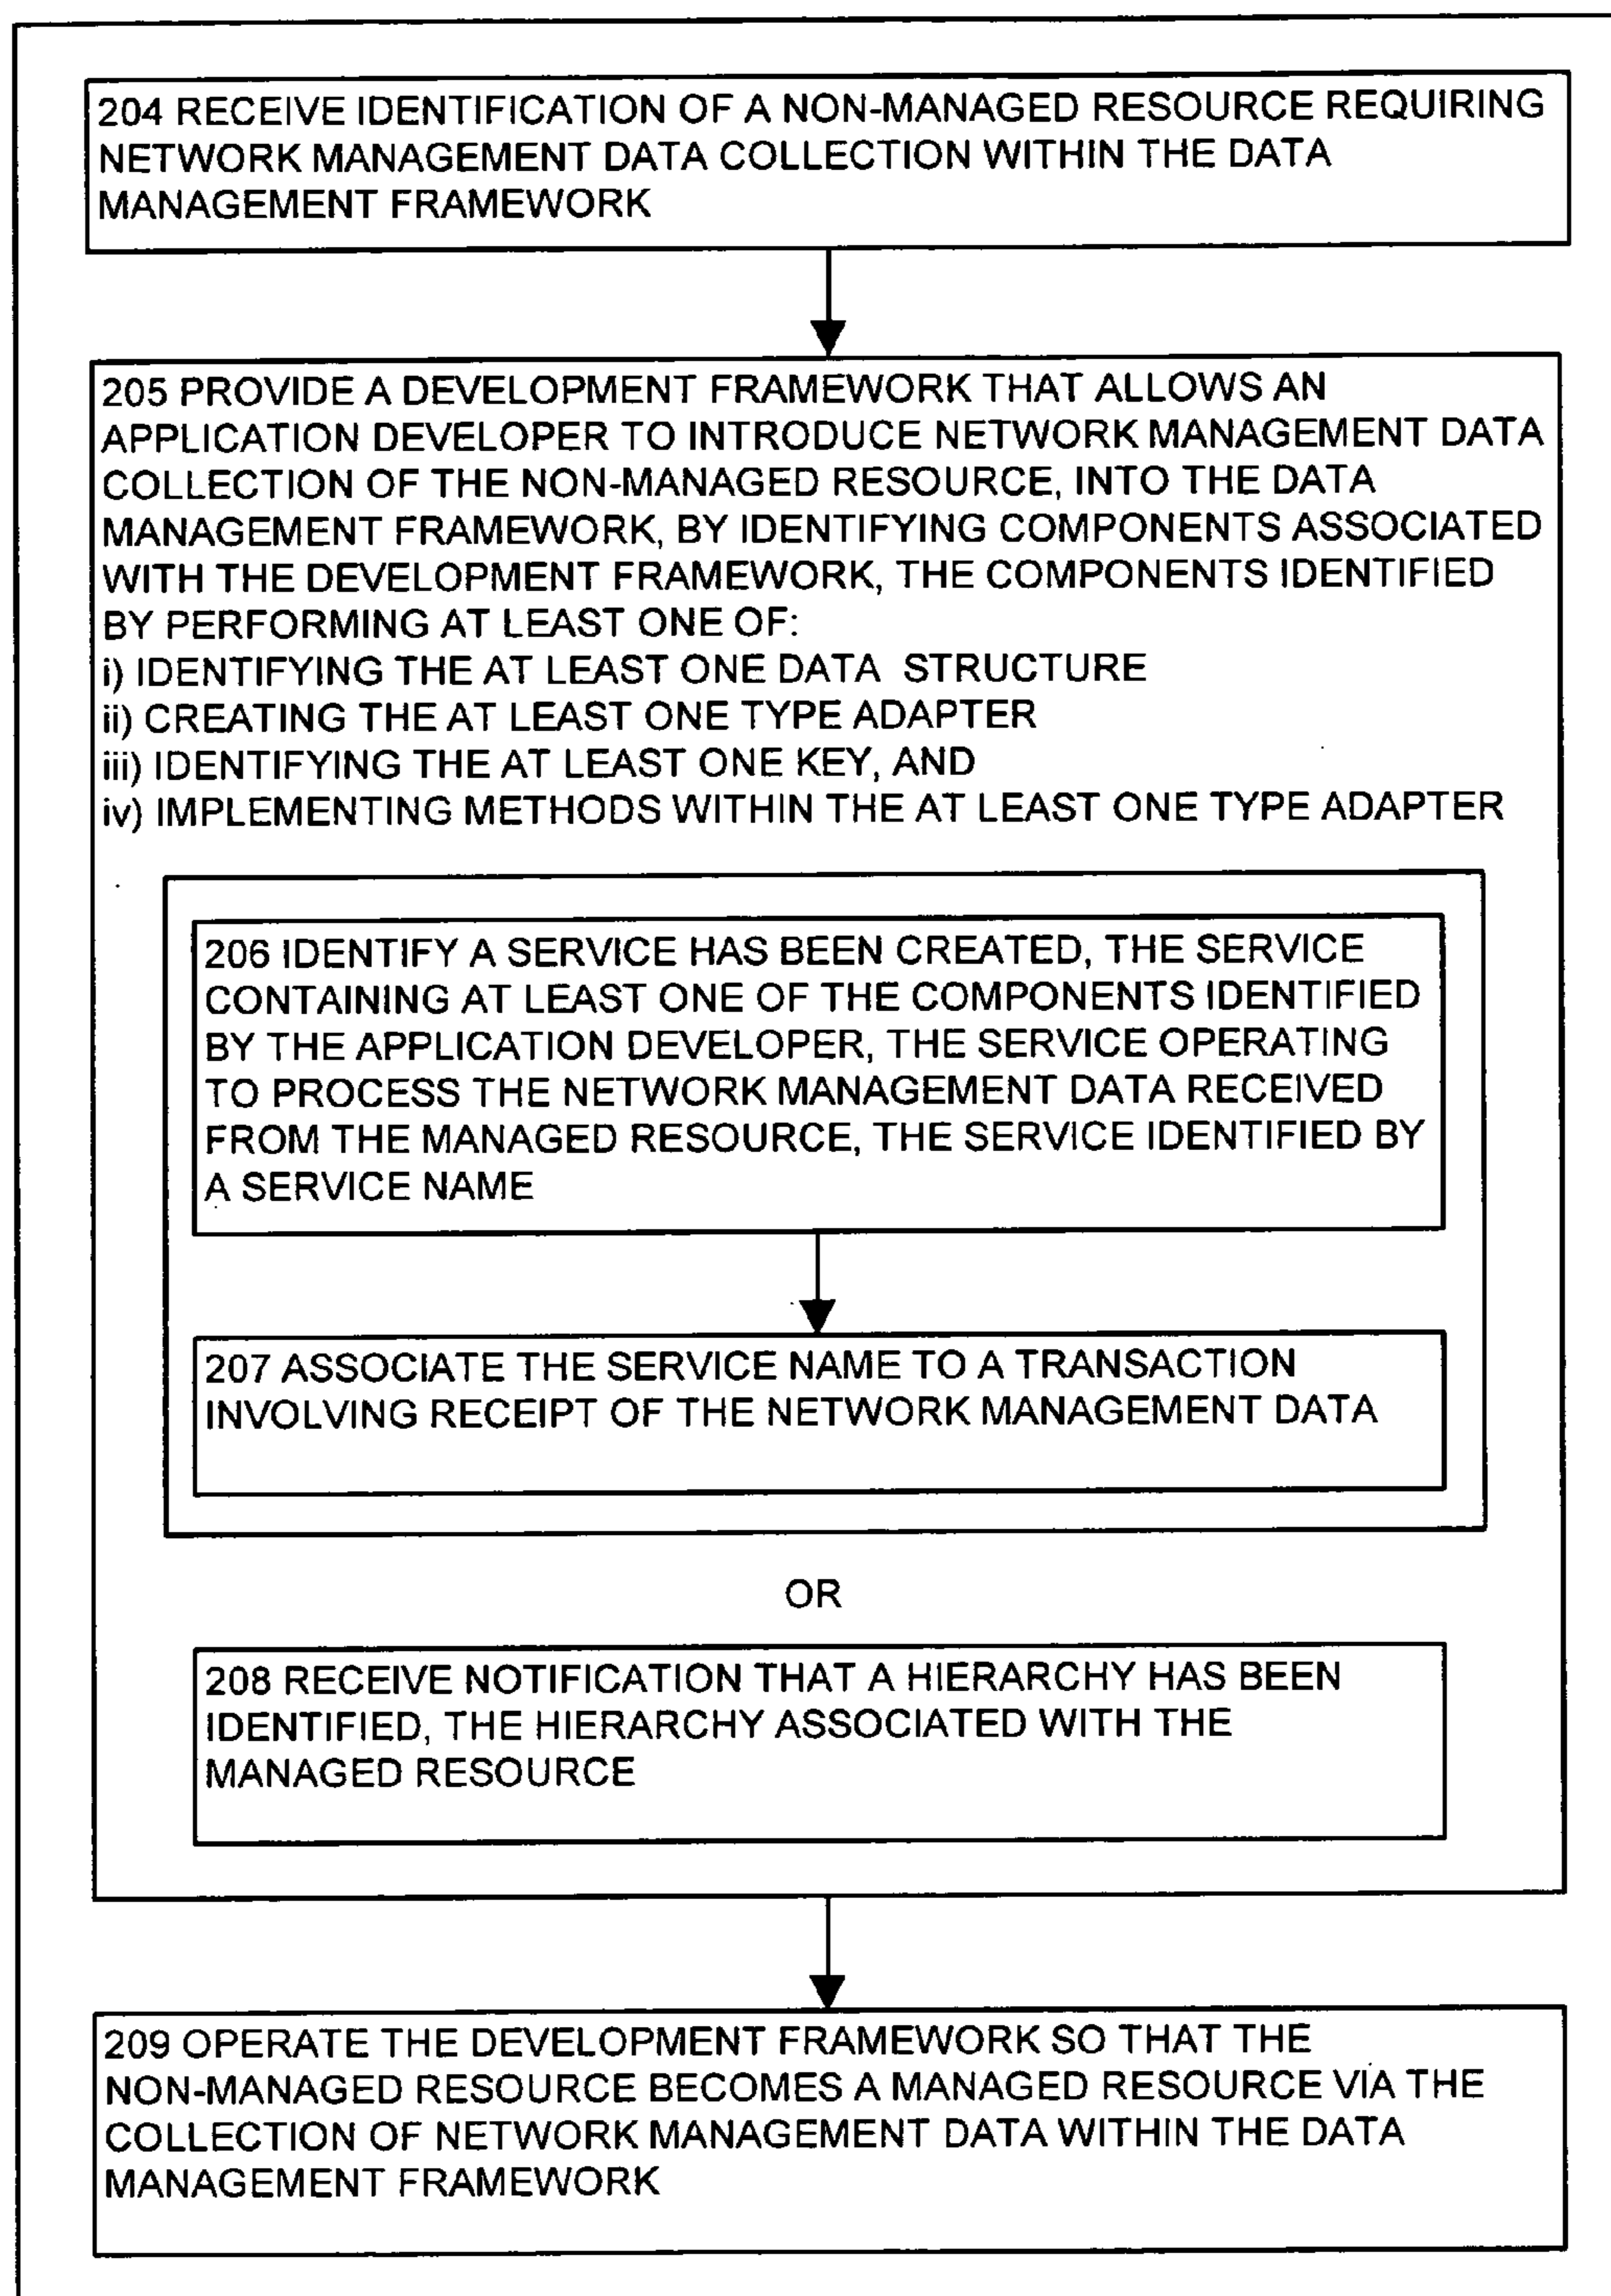 204 RECEIVE IDENTIFICATION OF A NON-MANAGED RESOURCE REQUIRING
NETWORK MANAGEMENT DATA COLLECTION WITHIN THE DATA
MANAGEMENT FRAMEWORK
205 PROVIDE A DEVELOPMENT FRAMEWORK THAT ALLOWS AN
APPLICATION DEVELOPER TO INTRODUCE NETWORK MANAGEMENT DATA
COLLECTION OF THE NON-MANAGED RESOURCE, INTO THE DATA
MANAGEMENT FRAMEWORK, BY IDENTIFYING COMPONENTS ASSOCIATED
WITH THE DEVELOPMENT FRAMEWORK, THE COMPONENTS IDENTIFIED
BY PERFORMING AT LEAST ONE OF:
i) IDENTIFYING THE AT LEAST ONE DATA STRUCTURE
ii) CREATING THE AT LEAST ONE TYPE ADAPTER
iii) IDENTIFYING THE AT LEAST ONE KEY, AND
iv) IMPLEMENTING METHODS WITHIN THE AT LEAST ONE TYPE ADAPTER
206 IDENTIFY A SERVICE HAS BEEN CREATED, THE SERVICE
CONTAINING AT LEAST ONE OF THE COMPONENTS IDENTIFIED
BY THE APPLICATION DEVELOPER, THE SERVICE OPERATING
TO PROCESS THE NETWORK MANAGEMENT DATA RECEIVED
FROM THE MANAGED RESOURCE, THE SERVICE IDENTIFIED BY
A SERVICE NAME
207 ASSOCIATE THE SERVICE NAME TO A TRANSACTION
INVOLVING RECEIPT OF THE NETWORK MANAGEMENT DATA
OR
208 RECEIVE NOTIFICATION THAT A HIERARCHY HAS BEEN
IDENTIFIED, THE HIERARCHY ASSOCIATED WITH THE
MANAGED RESOURCE
209 OPERATE THE DEVELOPMENT FRAMEWORK SO THAT THE
NON-MANAGED RESOURCE BECOMES A MANAGED RESOURCE VIA THE
COLLECTION OF NETWORK MANAGEMENT DATA WITHIN THE DATA
MANAGEMENT FRAMEWORK